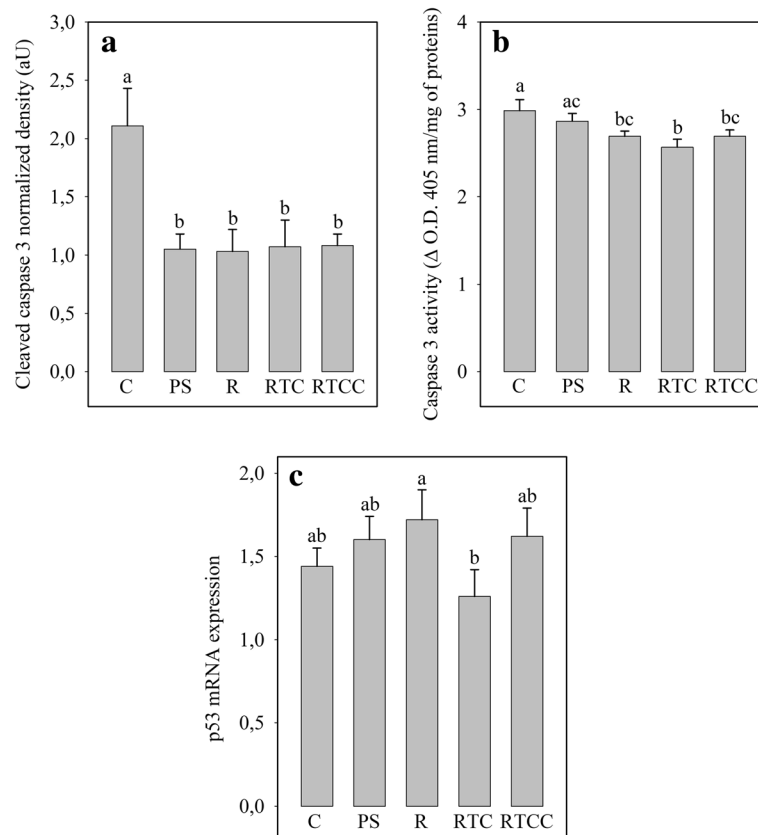 a
Cleaved caspase 3 normalized density (aU)
3,0
2,5
2,0
1,5
1,0
0,5
0,0
a
b
b
b
b
C PS R RTC RTCC
b
Caspase 3 activity (Δ O.D. 405 nm/mg of proteins)
4
3
2
1
0
a
ac
bc
b
bc
C PS R RTC RTCC
c
p53 mRNA expression
2,0
1,5
1,0
0,5
0,0
ab
ab
a
b
ab
C PS R RTC RTCC